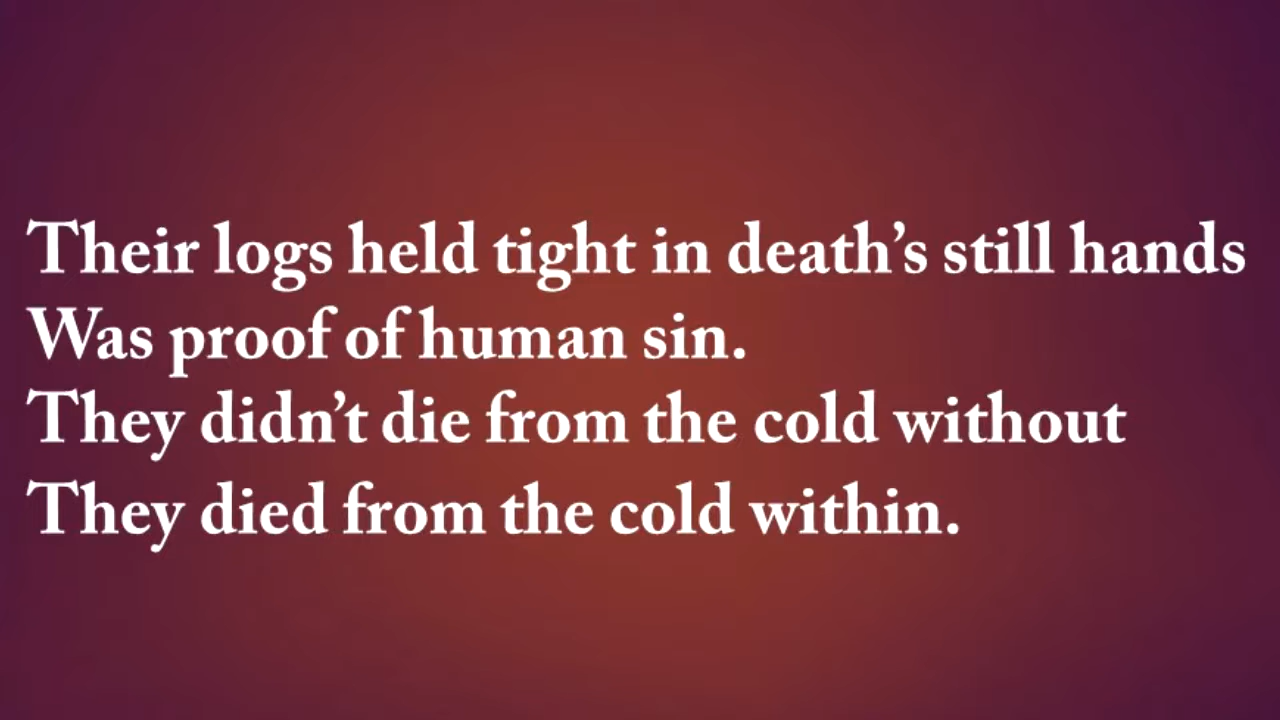 Their logs held tight in death’s still hands
Was proof of human sin.
They didn’t die from the cold without
They died from the cold within.